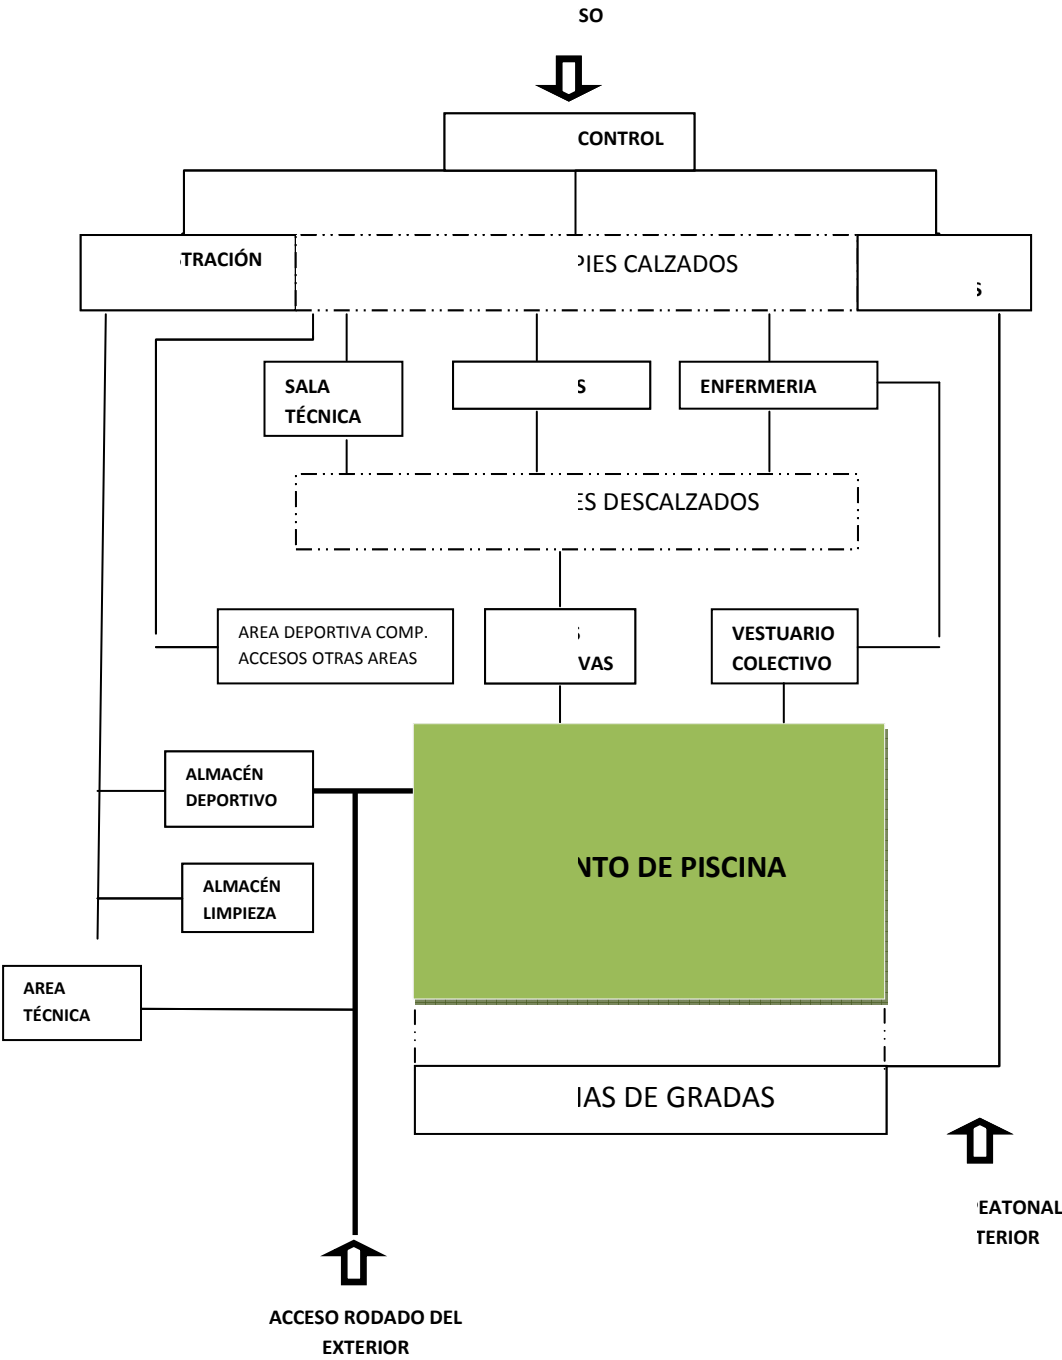 SO
CONTROL
TRACIÓN
PIES CALZADOS
S
SALA
TÉCNICA
S
ENFERMERIA
ES DESCALZADOS
AREA DEPORTIVA COMP.
ACCESOS OTRAS AREAS
S
VAS
VESTUARIO
COLECTIVO
ALMACÉN
DEPORTIVO
NTO DE PISCINA
ALMACÉN
LIMPIEZA
AREA
TÉCNICA
AS DE GRADAS
EATONAL
TERIOR
ACCESO RODADO DEL
EXTERIOR